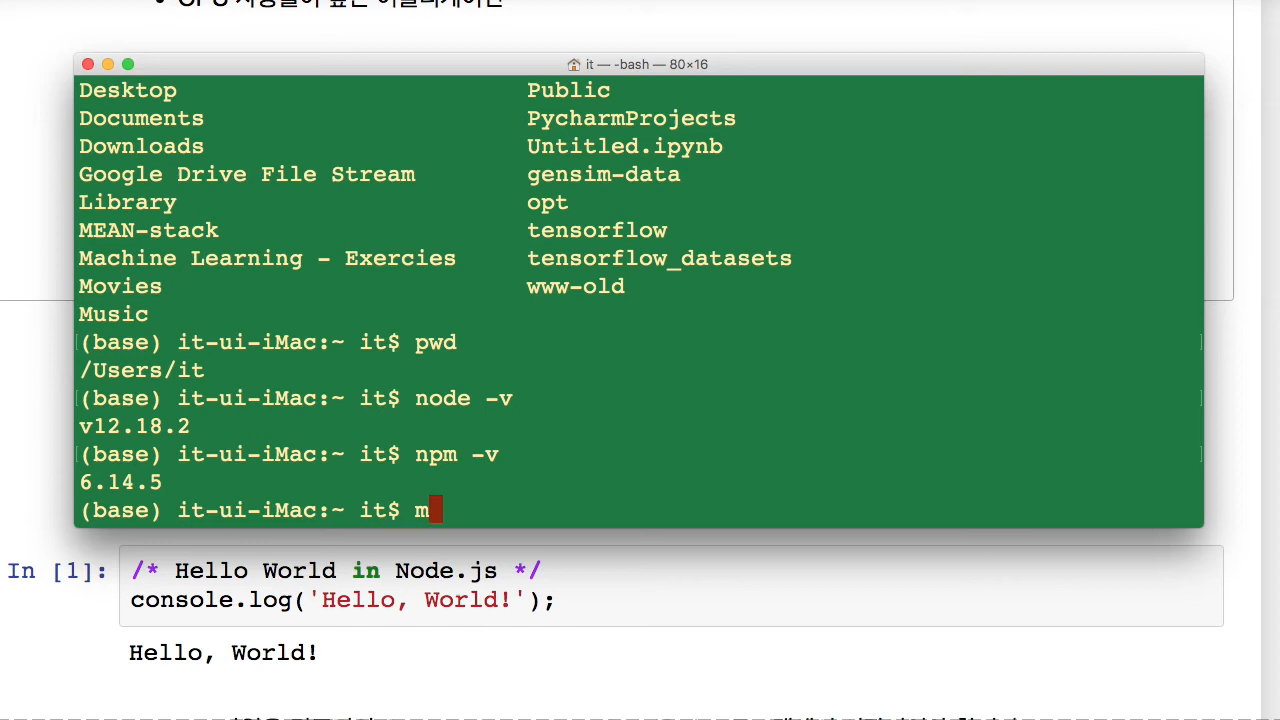 it — -bash — 80×16
Desktop Public
Documents PycharmProjects
Downloads Untitled.ipynb
Google Drive File Stream gensim-data
Library opt
MEAN-stack tensorflow
Machine Learning - Exercies tensorflow_datasets
Movies www-old
Music
(base) it-ui-iMac:~ it$ pwd
/Users/it
(base) it-ui-iMac:~ it$ node -v
v12.18.2
(base) it-ui-iMac:~ it$ npm -v
6.14.5
(base) it-ui-iMac:~ it$ m
In [1]: /* Hello World in Node.js */
console.log('Hello, World!');
Hello, World!